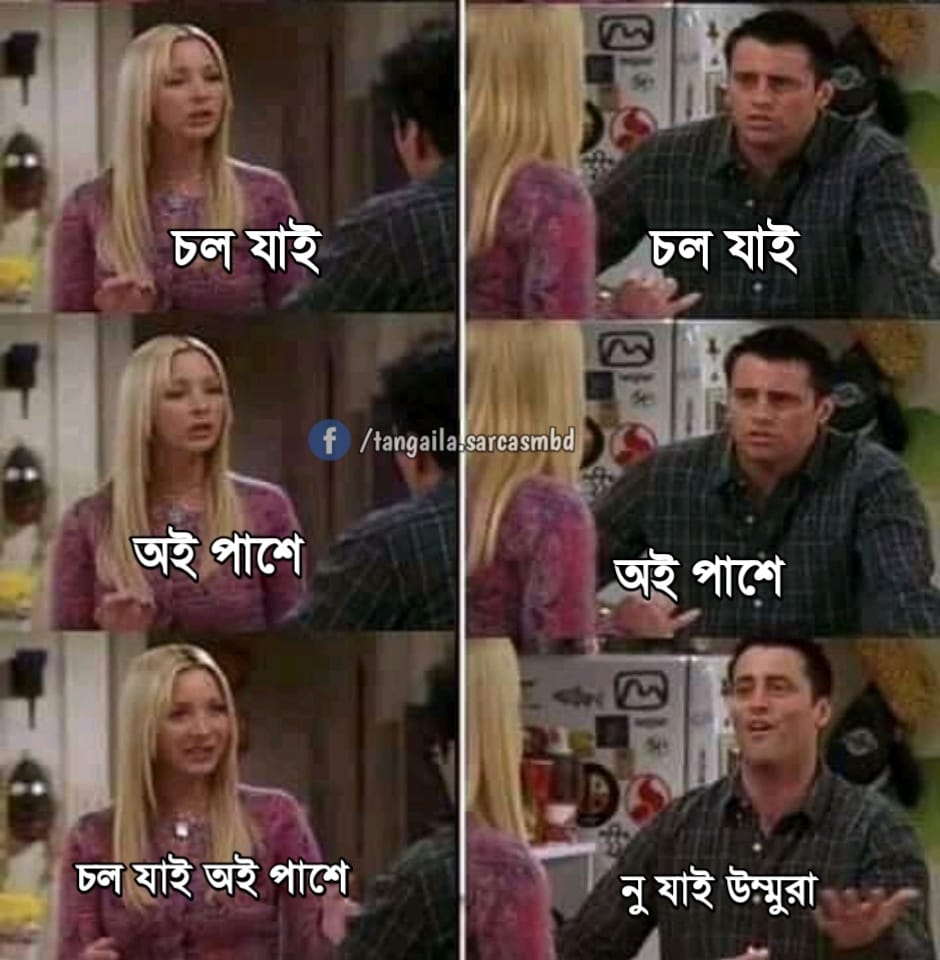 চল যাই
চল যাই
/tangaila.sarcasmbd
অই পাশে
অই পাশে
চল যাই অই পাশে
নু যাই উম্মুরা